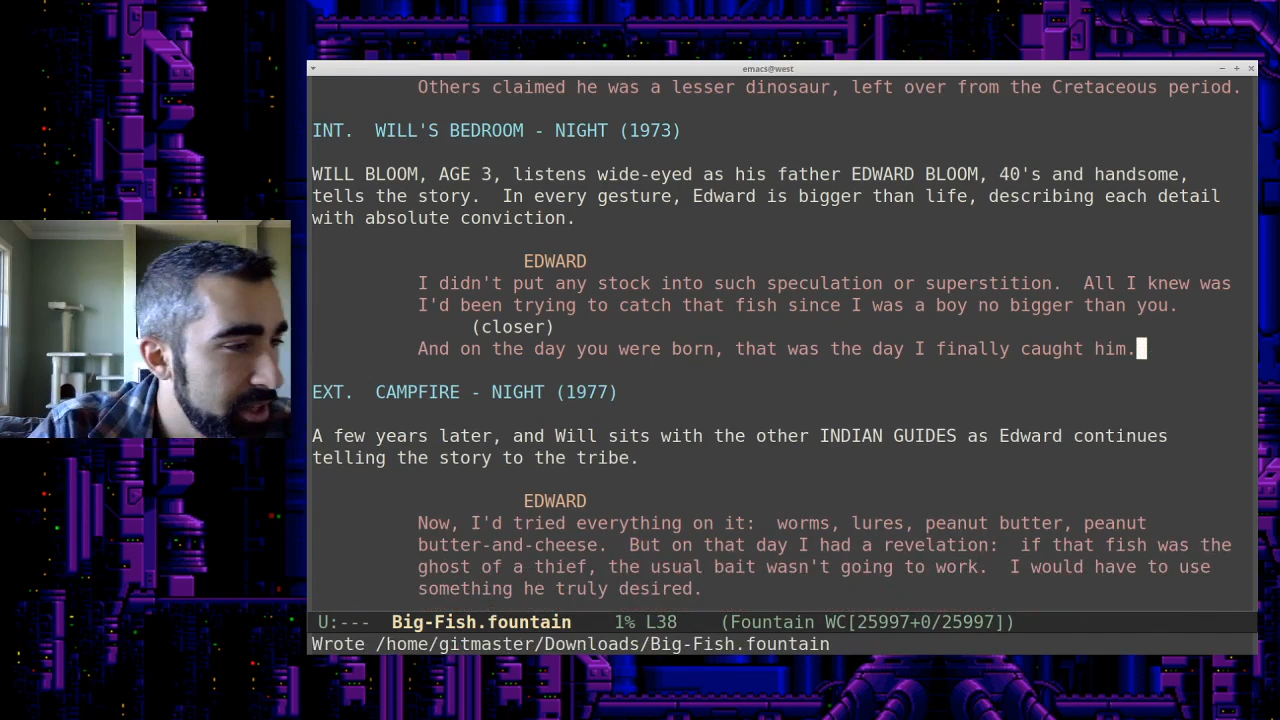 emacs@west
Others claimed he was a lesser dinosaur, left over from the Cretaceous period.
INT.  WILL'S BEDROOM - NIGHT (1973)
WILL BLOOM, AGE 3, listens wide-eyed as his father EDWARD BLOOM, 40's and handsome,
tells the story.  In every gesture, Edward is bigger than life, describing each detail
with absolute conviction.
EDWARD
I didn't put any stock into such speculation or superstition.  All I knew was
I'd been trying to catch that fish since I was a boy no bigger than you.
(closer)
And on the day you were born, that was the day I finally caught him.
EXT.  CAMPFIRE - NIGHT (1977)
A few years later, and Will sits with the other INDIAN GUIDES as Edward continues
telling the story to the tribe.
EDWARD
Now, I'd tried everything on it:  worms, lures, peanut butter, peanut
butter-and-cheese.  But on that day I had a revelation:  if that fish was the
ghost of a thief, the usual bait wasn't going to work.  I would have to use
something he truly desired.
U:---  Big-Fish.fountain    1% L38    (Fountain WC[25997+0/25997])
Wrote /home/gitmaster/Downloads/Big-Fish.fountain